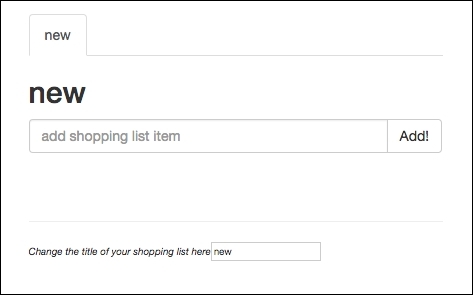 new
new
add shopping list item Add!
Change the title of your shopping list here new